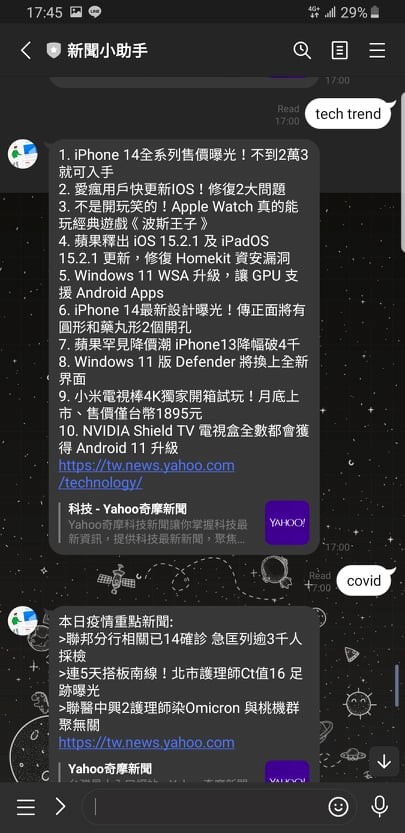 17:45
4G+
29%
新聞小助手
17:00
Read
17:00
tech trend
1. iPhone 14全系列售價曝光！不到2萬3
就可入手
2. 愛瘋用戶快更新IOS！修復2大問題
3. 不是開玩笑的！Apple Watch 真的能
玩經典遊戲《 波斯王子 》
4. 蘋果釋出 iOS 15.2.1 及 iPadOS
15.2.1 更新，修復 Homekit 資安漏洞
5. Windows 11 WSA 升級，讓 GPU 支
援 Android Apps
6. iPhone 14最新設計曝光！傳正面將有
圓形和藥丸形2個開孔
7. 蘋果罕見降價潮 iPhone13降幅破4千
8. Windows 11 版 Defender 將換上全新
界面
9. 小米電視棒4K獨家開箱試玩！月底上
市、售價僅台幣1895元
10. NVIDIA Shield TV 電視盒全數都會獲
得 Android 11 升級
https://tw.news.yahoo.com
/technology/
科技 - Yahoo奇摩新聞
Yahoo奇摩科技新聞讓你掌握科技最
新資訊，提供科技最新新聞，聚焦...
YAHOO!
17:00
Read
17:00
covid
本日疫情重點新聞:
>聯邦分行相關已14確診 急匡列逾3千人
採檢
>連5天搭板南線！北市護理師Ct值16 足
跡曝光
>聯醫中興2護理師染Omicron 與桃機群
聚無關
https://tw.news.yahoo.com
Yahoo奇摩新聞